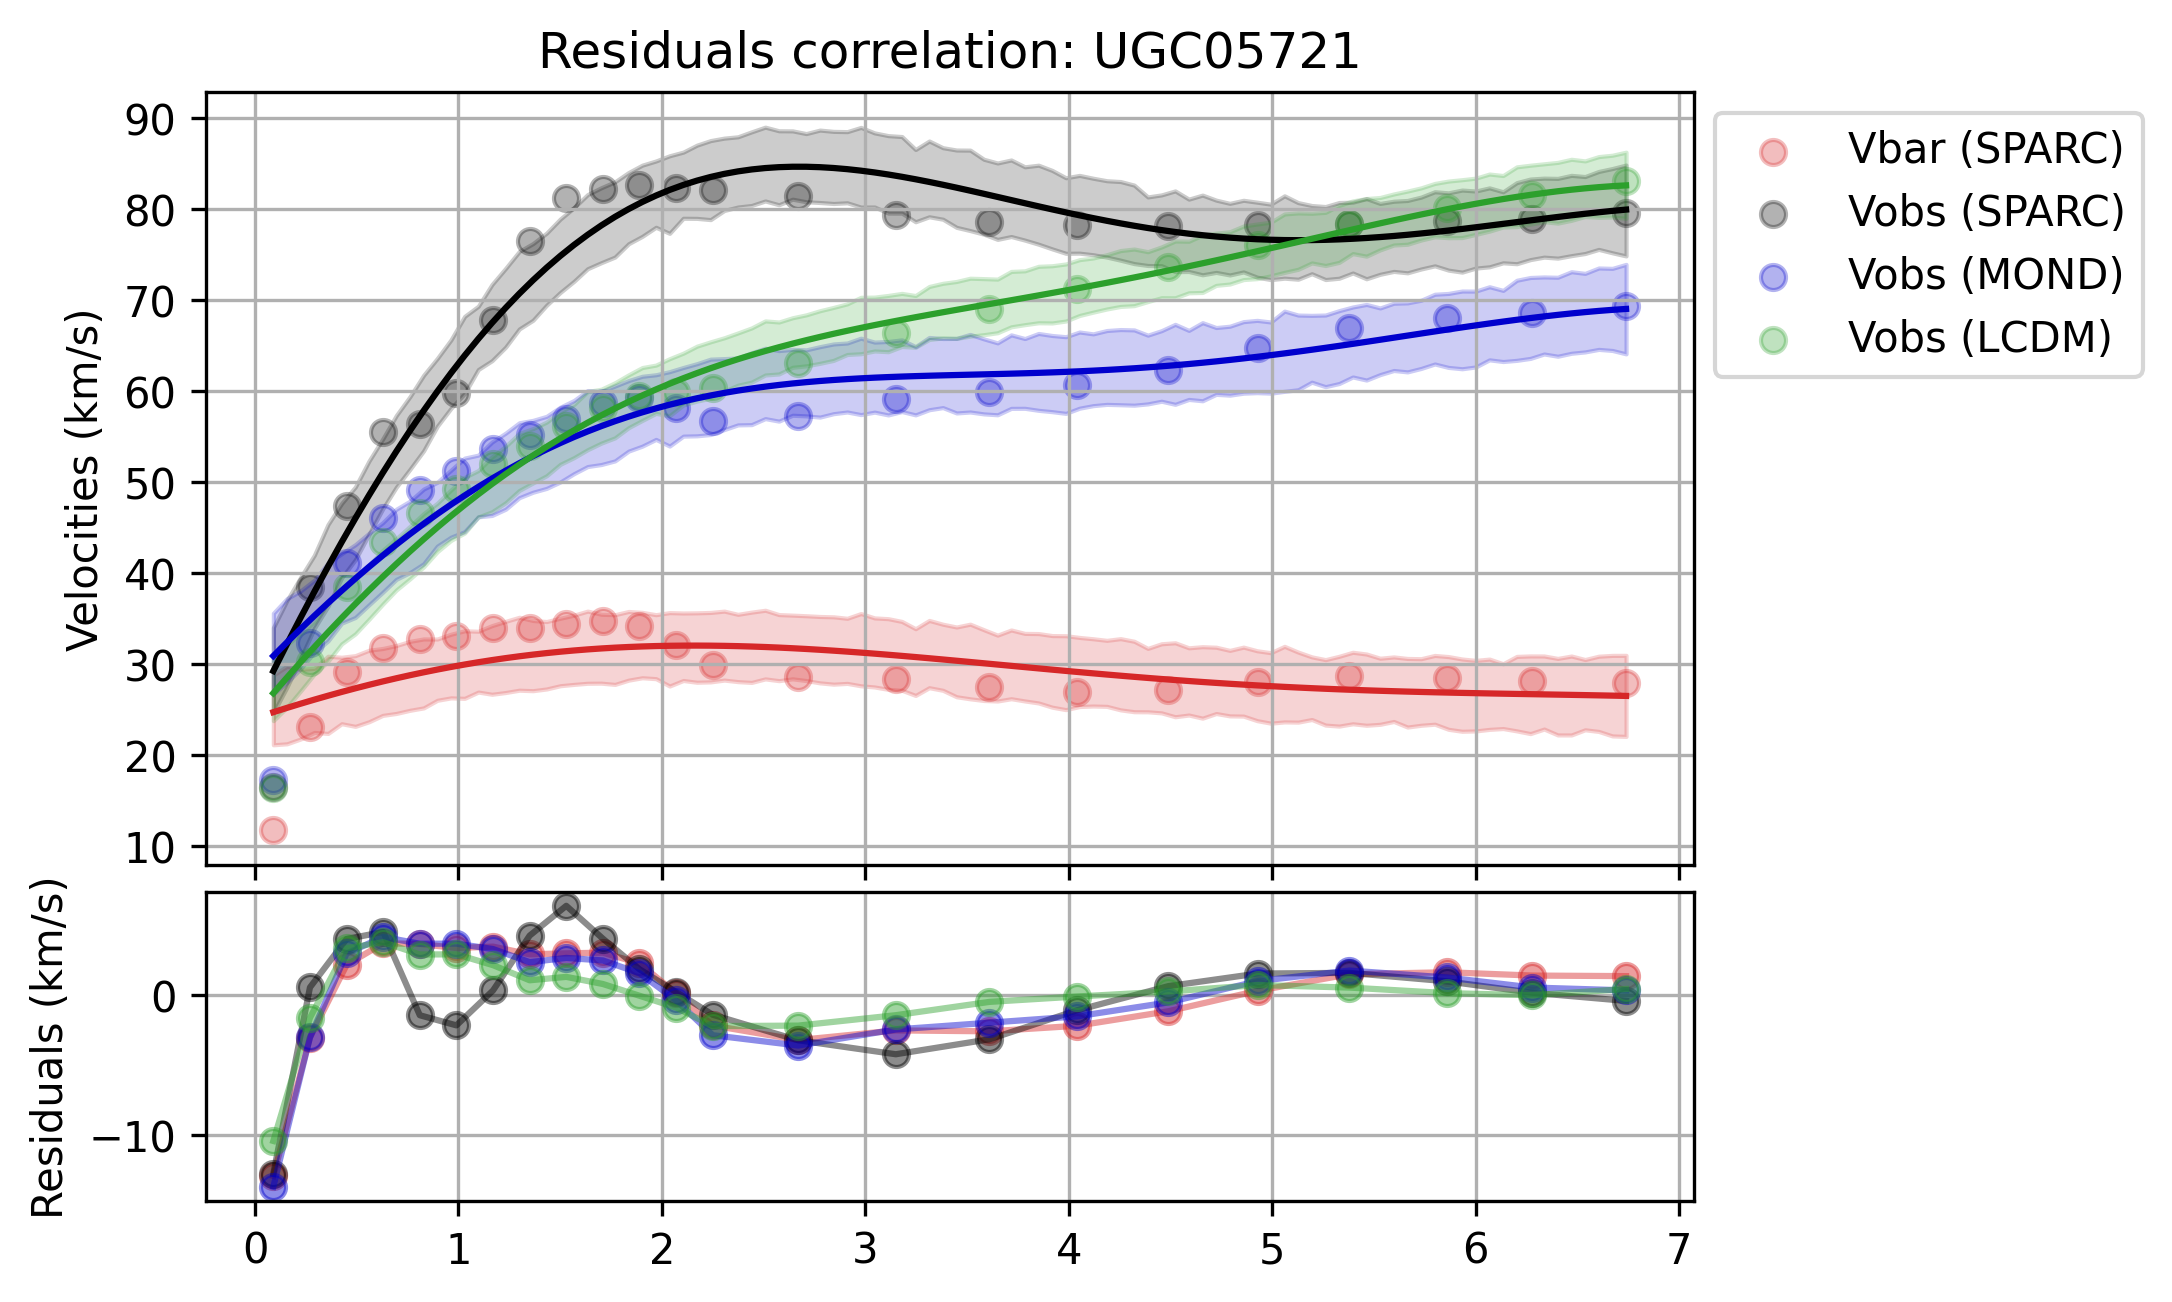 Residuals correlation: UGC05721
90
80
70
60
50
40
30
20
10
Velocities (km/s)
Vbar (SPARC)
Vobs (SPARC)
Vobs (MOND)
Vobs (LCDM)
0
−10
Residuals (km/s)
0 1 2 3 4 5 6 7